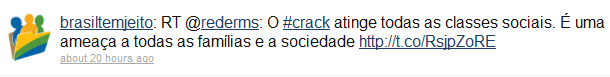 brasiltemjeito: RT @rederms: O #crack atinge todas as classes sociais. É uma
ameaça a todas as famílias e a sociedade http://t.co/RsjpZoRE
about 20 hours ago